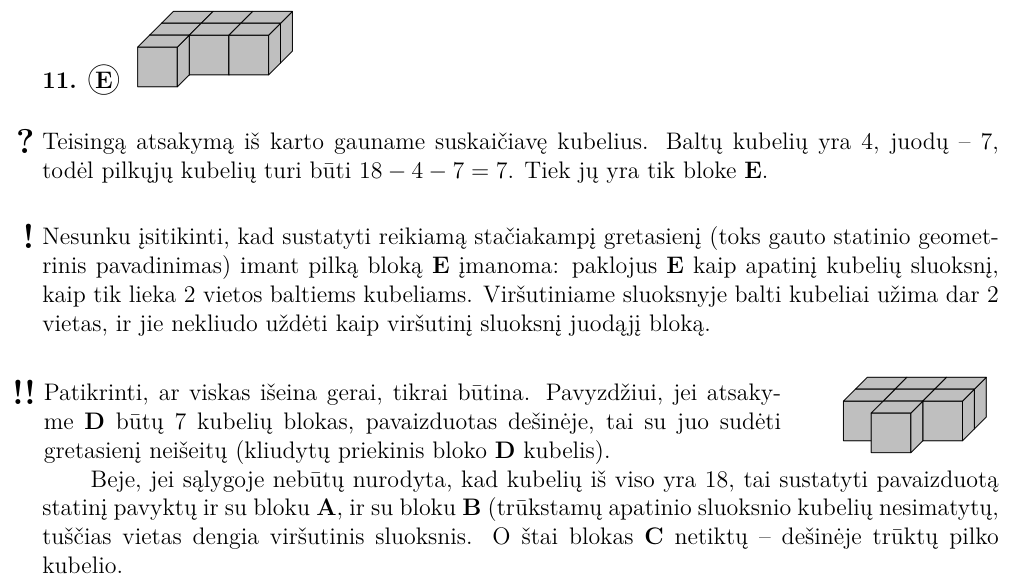 11. E
? Teisingą atsakymą iš karto gauname suskaičiavę kubelius. Baltų kubelių yra 4, juodų – 7,
todėl pilkųjų kubelių turi būti 18 − 4 − 7 = 7. Tiek jų yra tik bloke E.
! Nesunku įsitikinti, kad sustatyti reikiamą stačiakampį gretasienį (toks gauto statinio geomet-
rinis pavadinimas) imant pilką bloką E įmanoma: paklojus E kaip apatinį kubelių sluoksnį,
kaip tik lieka 2 vietos baltiems kubeliams. Viršutiniame sluoksnyje balti kubeliai užima dar 2
vietas, ir jie nekliudo uždėti kaip viršutinį sluoksnį juodąjį bloką.
!! Patikrinti, ar viskas išeina gerai, tikrai būtina. Pavyzdžiui, jei atsaky-
me D būtų 7 kubelių blokas, pavaizduotas dešinėje, tai su juo sudėti
gretasienį neišeitų (kliudytų priekinis bloko D kubelis).
Beje, jei sąlygoje nebūtų nurodyta, kad kubelių iš viso yra 18, tai sustatyti pavaizduotą
statinį pavyktų ir su bloku A, ir su bloku B (trūkstamų apatinio sluoksnio kubelių nesimatytų,
tuščias vietas dengia viršutinis sluoksnis. O štai blokas C netiktų – dešinėje trūktų pilko
kubelio.